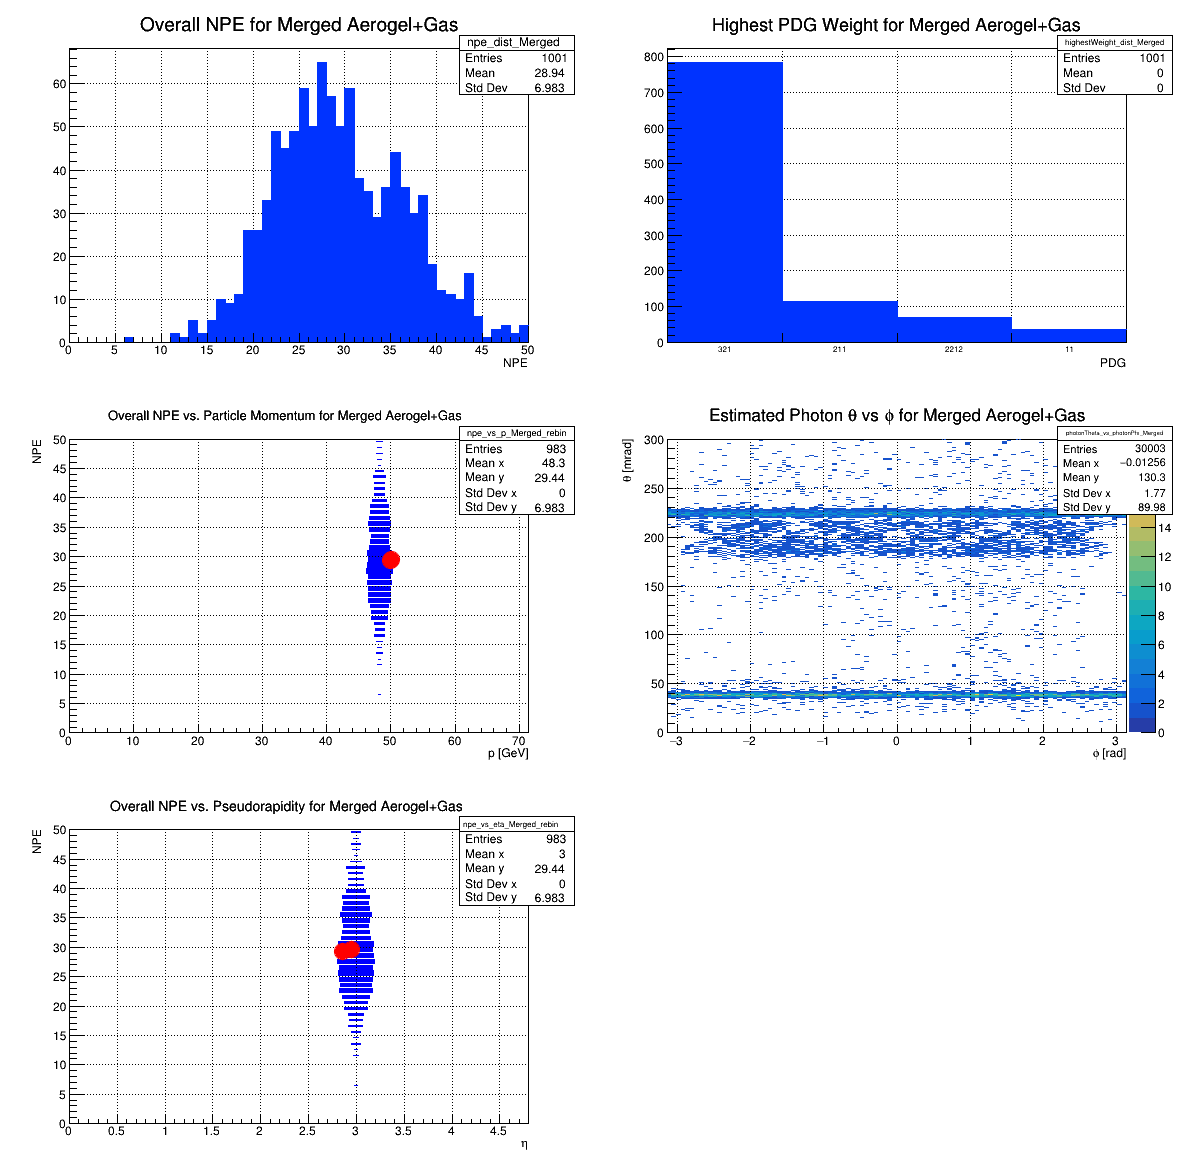 Overall NPE for Merged Aerogel+Gas
npe_dist_Merged
Entries 1001
Mean 28.94
Std Dev 6.983
60
50
40
30
20
10
0
0 5 10 15 20 25 30 35 40 45 50
NPE
Highest PDG Weight for Merged Aerogel+Gas
highestWeight_dist_Merged
Entries 1001
Mean 0
Std Dev 0
800
700
600
500
400
300
200
100
0
321 211 2212 11
PDG
Overall NPE vs. Particle Momentum for Merged Aerogel+Gas
npe_vs_p_Merged_rebin
Entries 983
Mean x 48.3
Mean y 29.44
Std Dev x 0
Std Dev y 6.983
NPE
50
45
40
35
30
25
20
15
10
5
0
0 10 20 30 40 50 60 70
p [GeV]
Estimated Photon θ vs ϕ for Merged Aerogel+Gas
photonTheta_vs_photonPhi_Merged
Entries 30003
Mean x −0.01256
Mean y 130.3
Std Dev x 1.77
Std Dev y 89.98
θ [mrad]
300
250
200
150
100
50
0
−3 −2 −1 0 1 2 3
ϕ [rad]
14
12
10
8
6
4
2
0
Overall NPE vs. Pseudorapidity for Merged Aerogel+Gas
npe_vs_eta_Merged_rebin
Entries 983
Mean x 3
Mean y 29.44
Std Dev x 0
Std Dev y 6.983
NPE
50
45
40
35
30
25
20
15
10
5
0
0 0.5 1 1.5 2 2.5 3 3.5 4 4.5
η